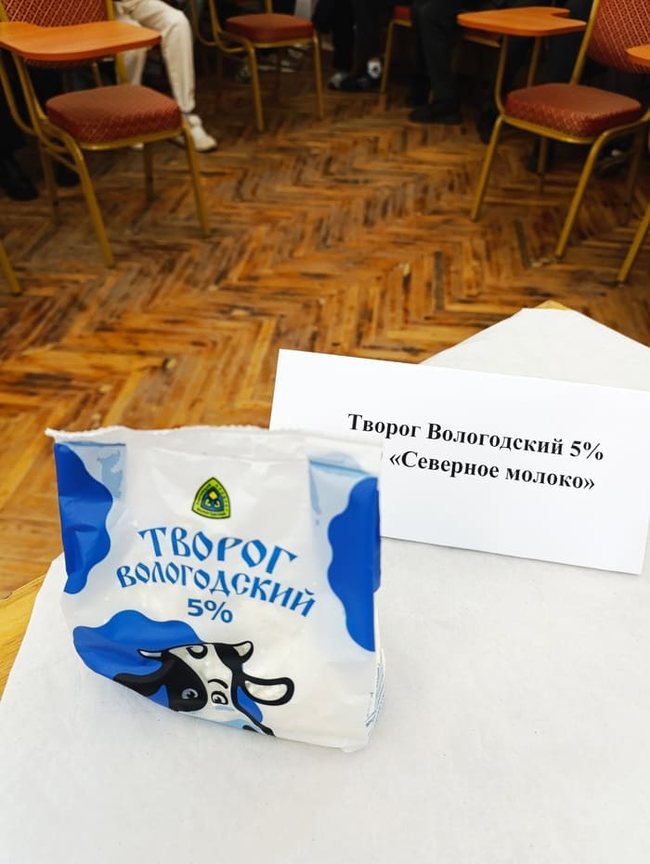 Творог Вологодский 5%
«Северное молоко»
ТВОРОГ
ВОЛОГОДСКИЙ
5%